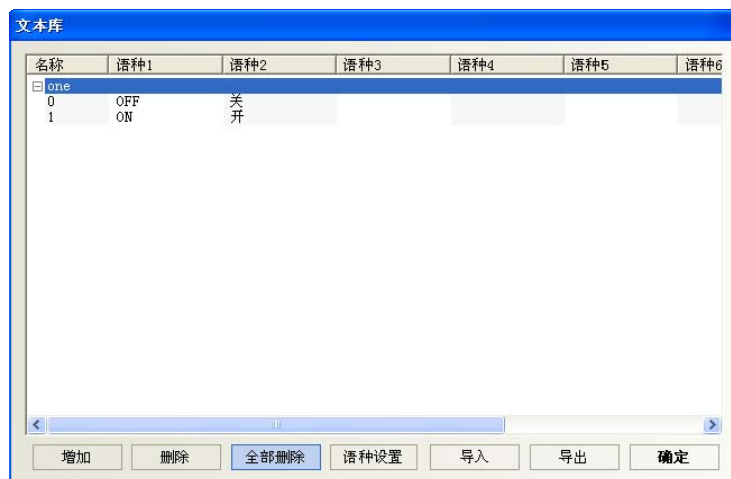 文本库
名称 语种1 语种2 语种3 语种4 语种5 语种6
one
0 OFF 关
1 ON 开
增加 删除 全部删除 语种设置 导入 导出 确定